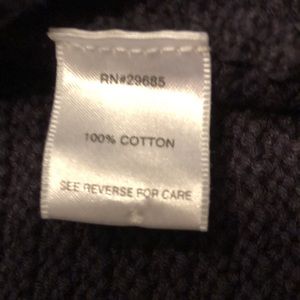 RN#29685
100% COTTON
SEE REVERSE FOR CARE